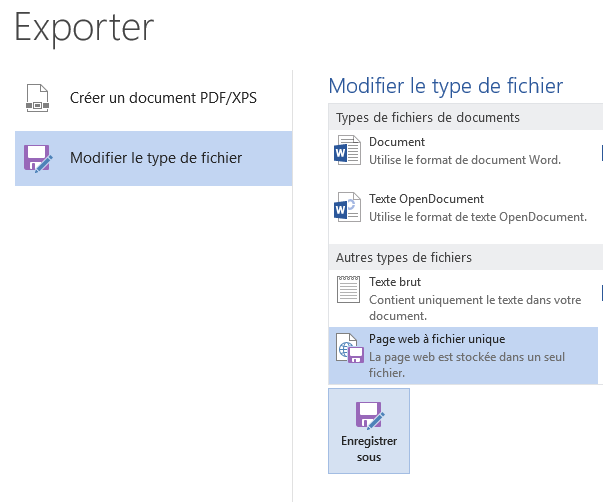 Exporter
Créer un document PDF/XPS
Modifier le type de fichier
Modifier le type de fichier
Types de fichiers de documents
Document
Utilise le format de document Word.
Texte OpenDocument
Utilise le format de texte OpenDocument.
Autres types de fichiers
Texte brut
Contient uniquement le texte dans votre
document.
Page web à fichier unique
La page web est stockée dans un seul
fichier.
Enregistrer
sous